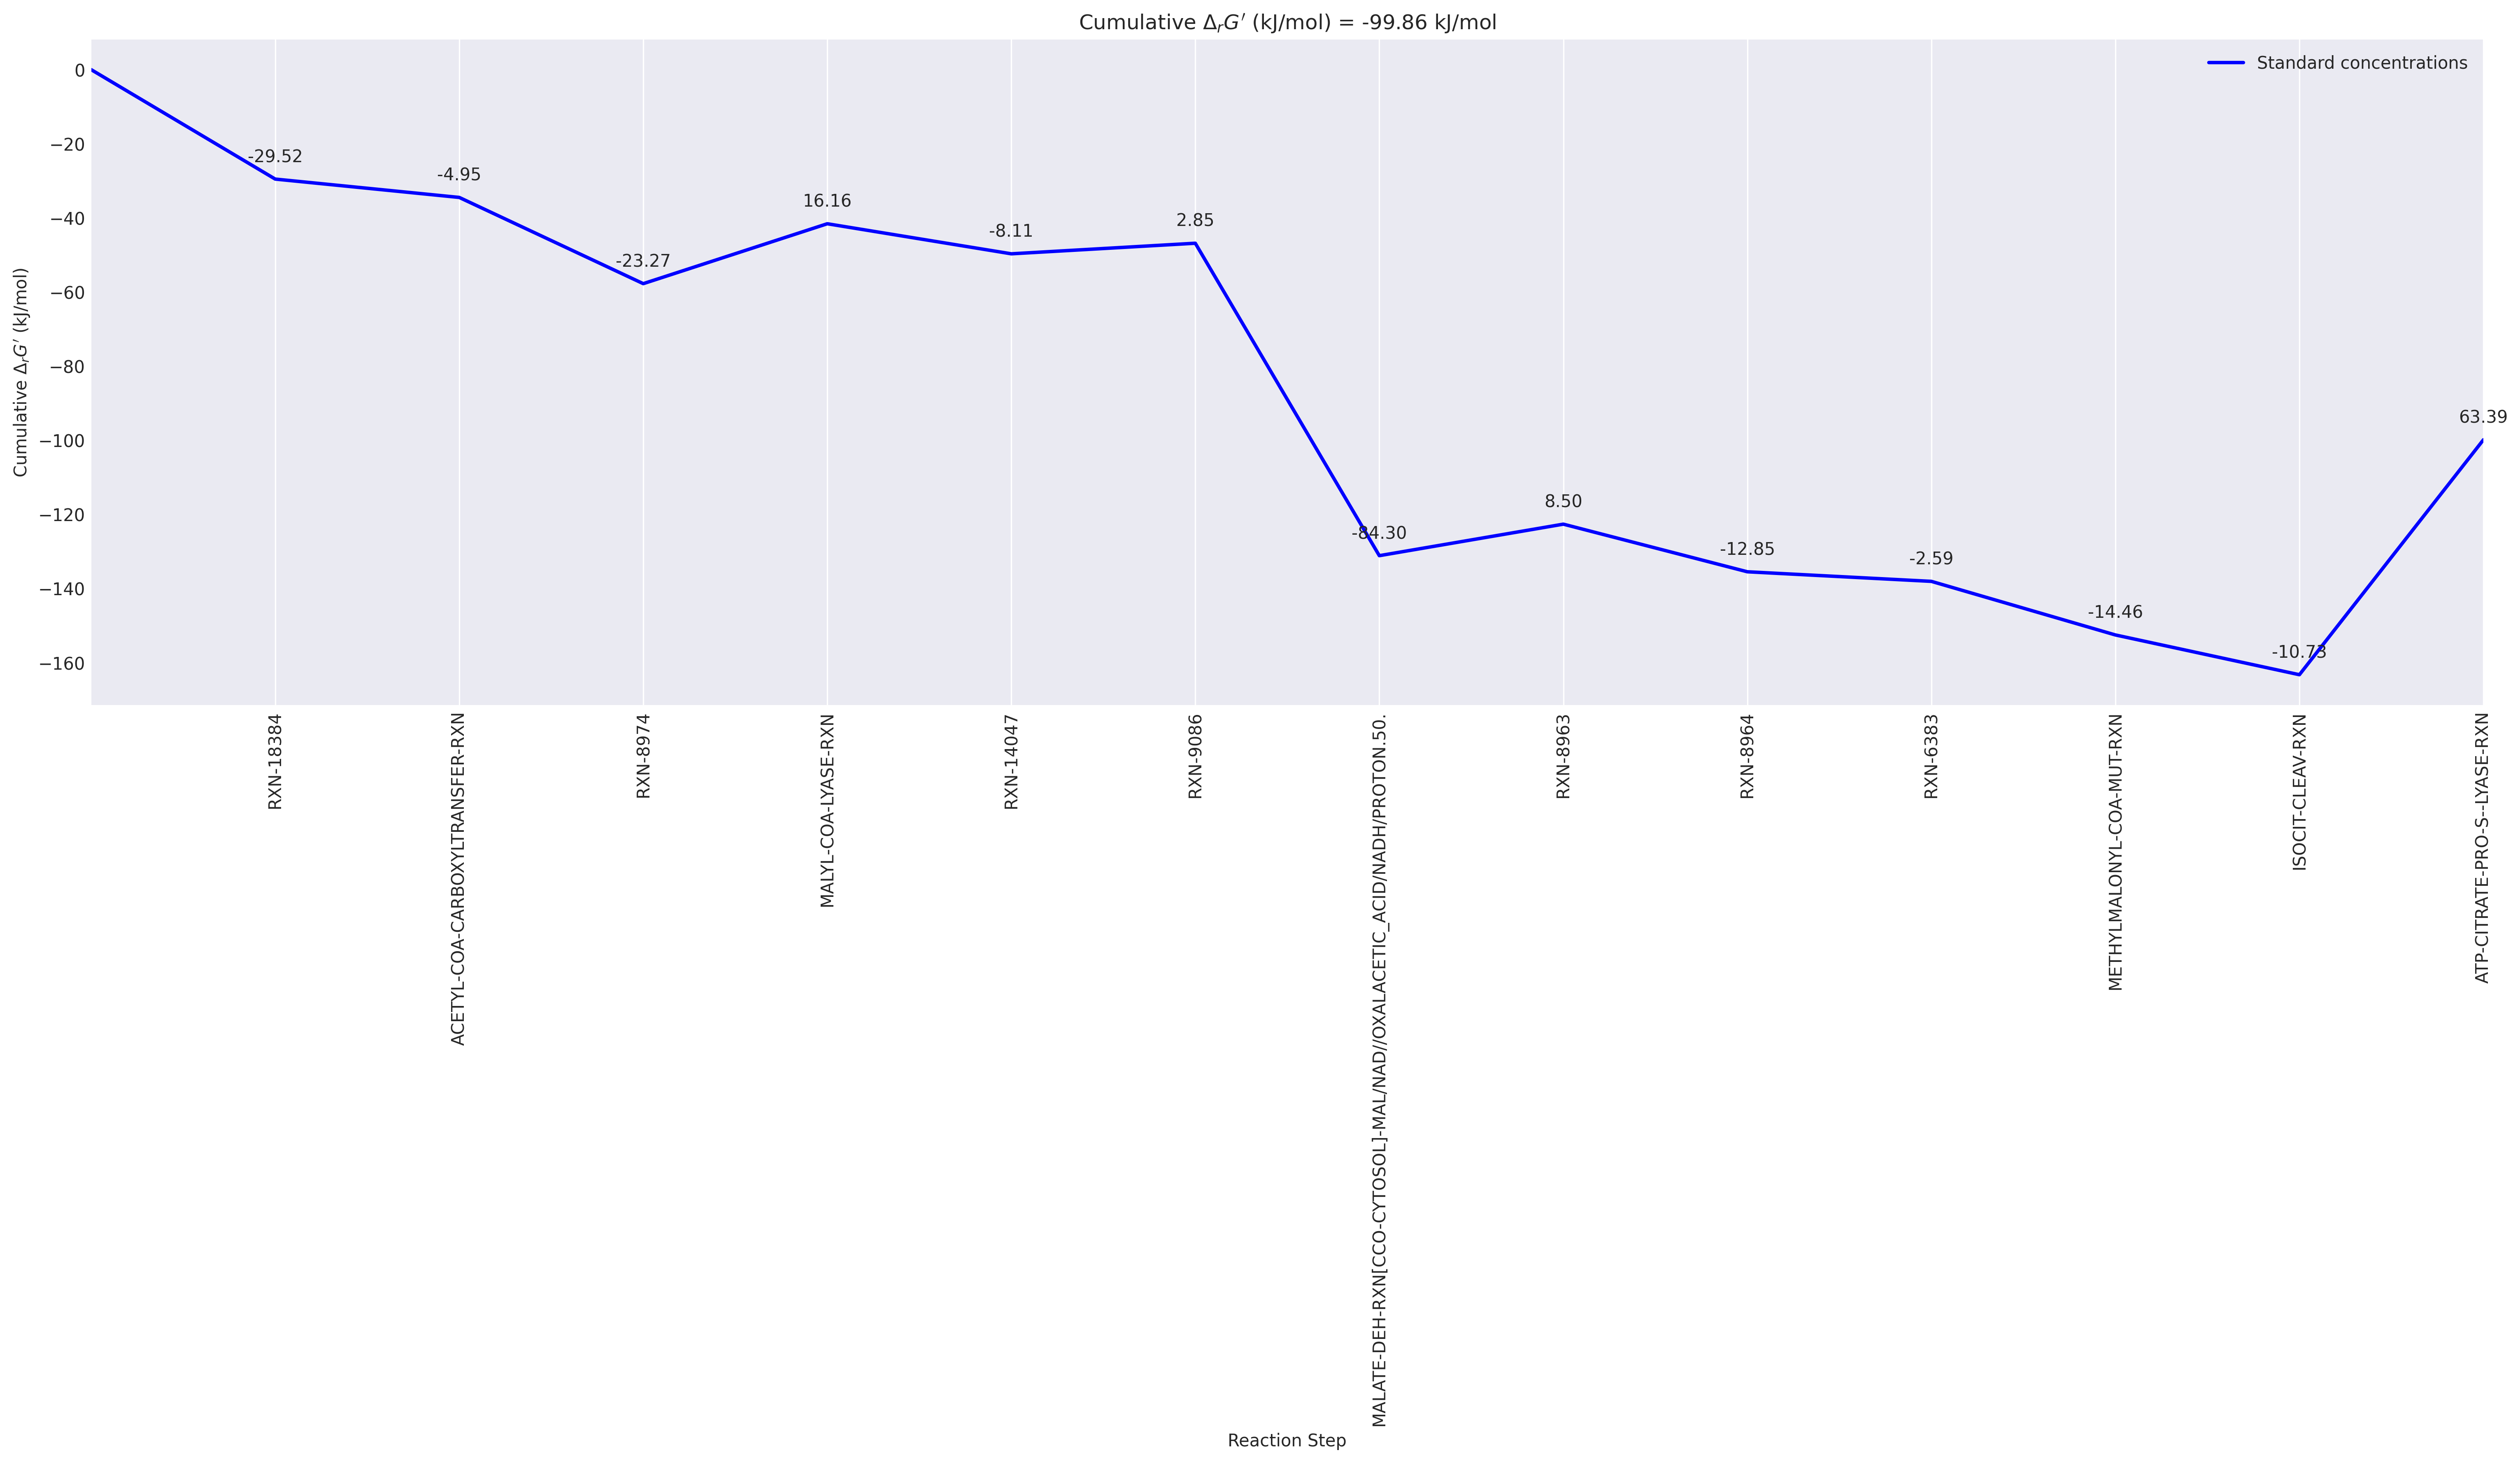 Cumulative ΔrG′ (kJ/mol) = -99.86 kJ/mol
Standard concentrations
Cumulative ΔrG′ (kJ/mol)
0
−20
−40
−60
−80
−100
−120
−140
−160
-29.52
-4.95
-23.27
16.16
-8.11
2.85
-84.30
8.50
-12.85
-2.59
-14.46
-10.73
63.39
RXN-18384
ACETYL-COA-CARBOXYLTRANSFER-RXN
RXN-8974
MALYL-COA-LYASE-RXN
RXN-14047
RXN-9086
MALATE-DEH-RXN[CCO-CYTOSOL]-MAL/NAD//OXALACETIC_ACID/NADH/PROTON.50.
RXN-8963
RXN-8964
RXN-6383
METHYLMALONYL-COA-MUT-RXN
ISOCIT-CLEAV-RXN
ATP-CITRATE-PRO-S--LYASE-RXN
Reaction Step